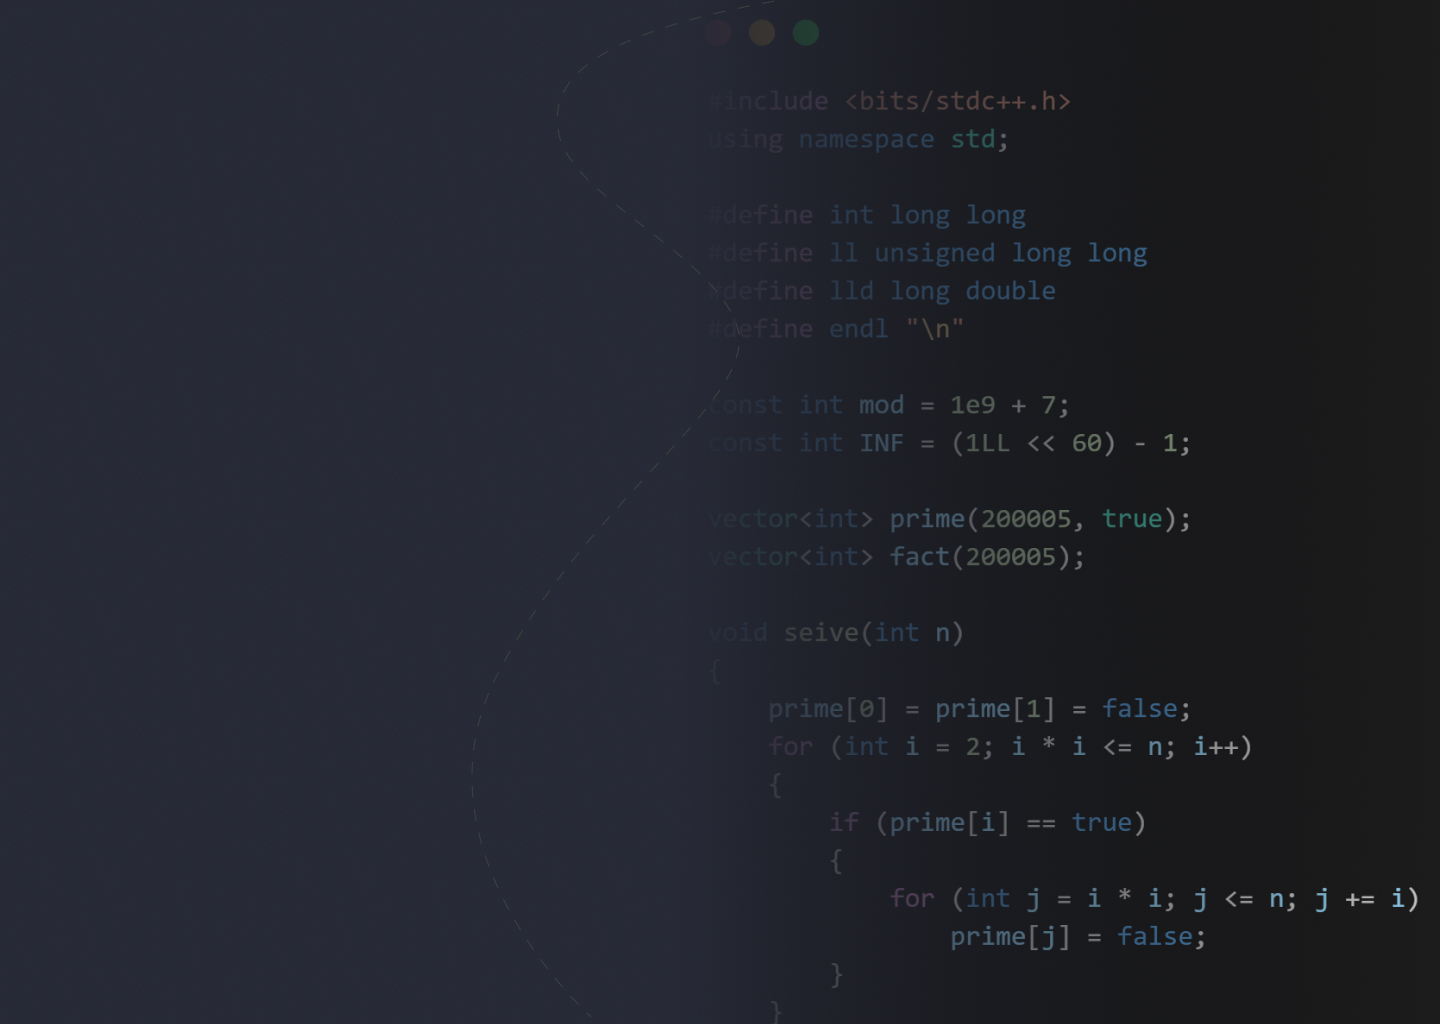 #include <bits/stdc++.h>
using namespace std;
#define int long long
#define ll unsigned long long
#define lld long double
#define endl "\n"
const int mod = 1e9 + 7;
const int INF = (1LL << 60) - 1;
vector<int> prime(200005, true);
vector<int> fact(200005);
void seive(int n)
{
prime[0] = prime[1] = false;
for (int i = 2; i * i <= n; i++)
{
if (prime[i] == true)
{
for (int j = i * i; j <= n; j += i)
prime[j] = false;
}
}